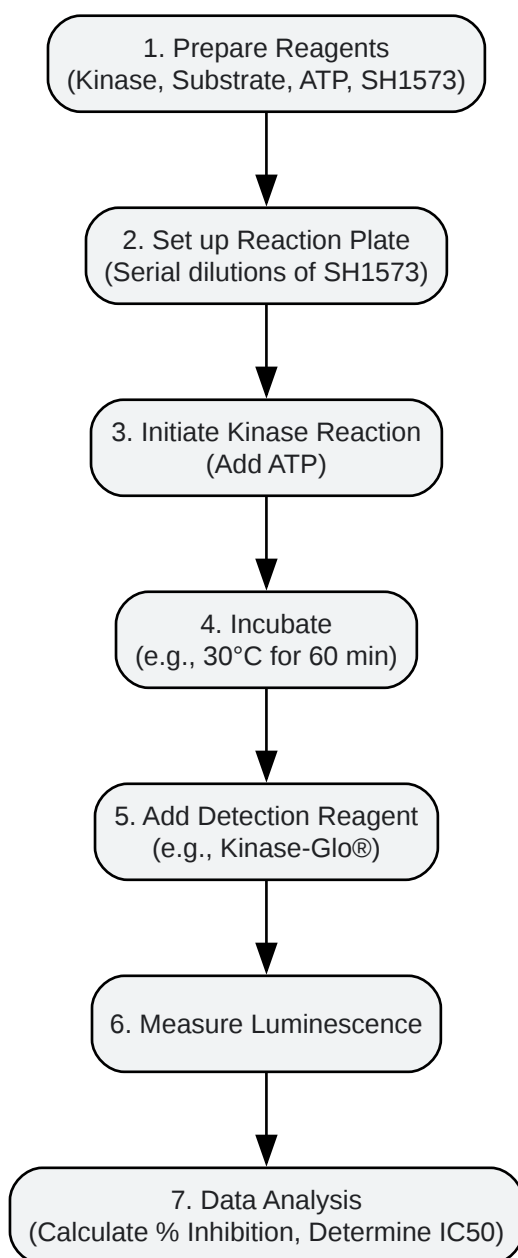 1. Prepare Reagents
(Kinase, Substrate, ATP, SH1573)
2. Set up Reaction Plate
(Serial dilutions of SH1573)
3. Initiate Kinase Reaction
(Add ATP)
4. Incubate
(e.g., 30°C for 60 min)
5. Add Detection Reagent
(e.g., Kinase-Glo®)
6. Measure Luminescence
7. Data Analysis
(Calculate % Inhibition, Determine IC50)